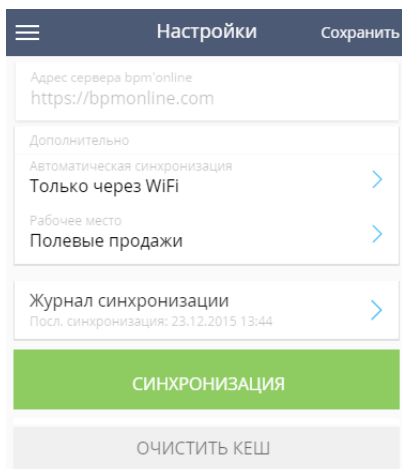 Настройки Сохранить
Адрес сервера bpm'online
https://bpmonline.com
Дополнительно
Автоматическая синхронизация
Только через WiFi
Рабочее место
Полевые продажи
Журнал синхронизации
Посл. синхронизация: 23.12.2015 13:44
СИНХРОНИЗАЦИЯ
ОЧИСТИТЬ КЕШ